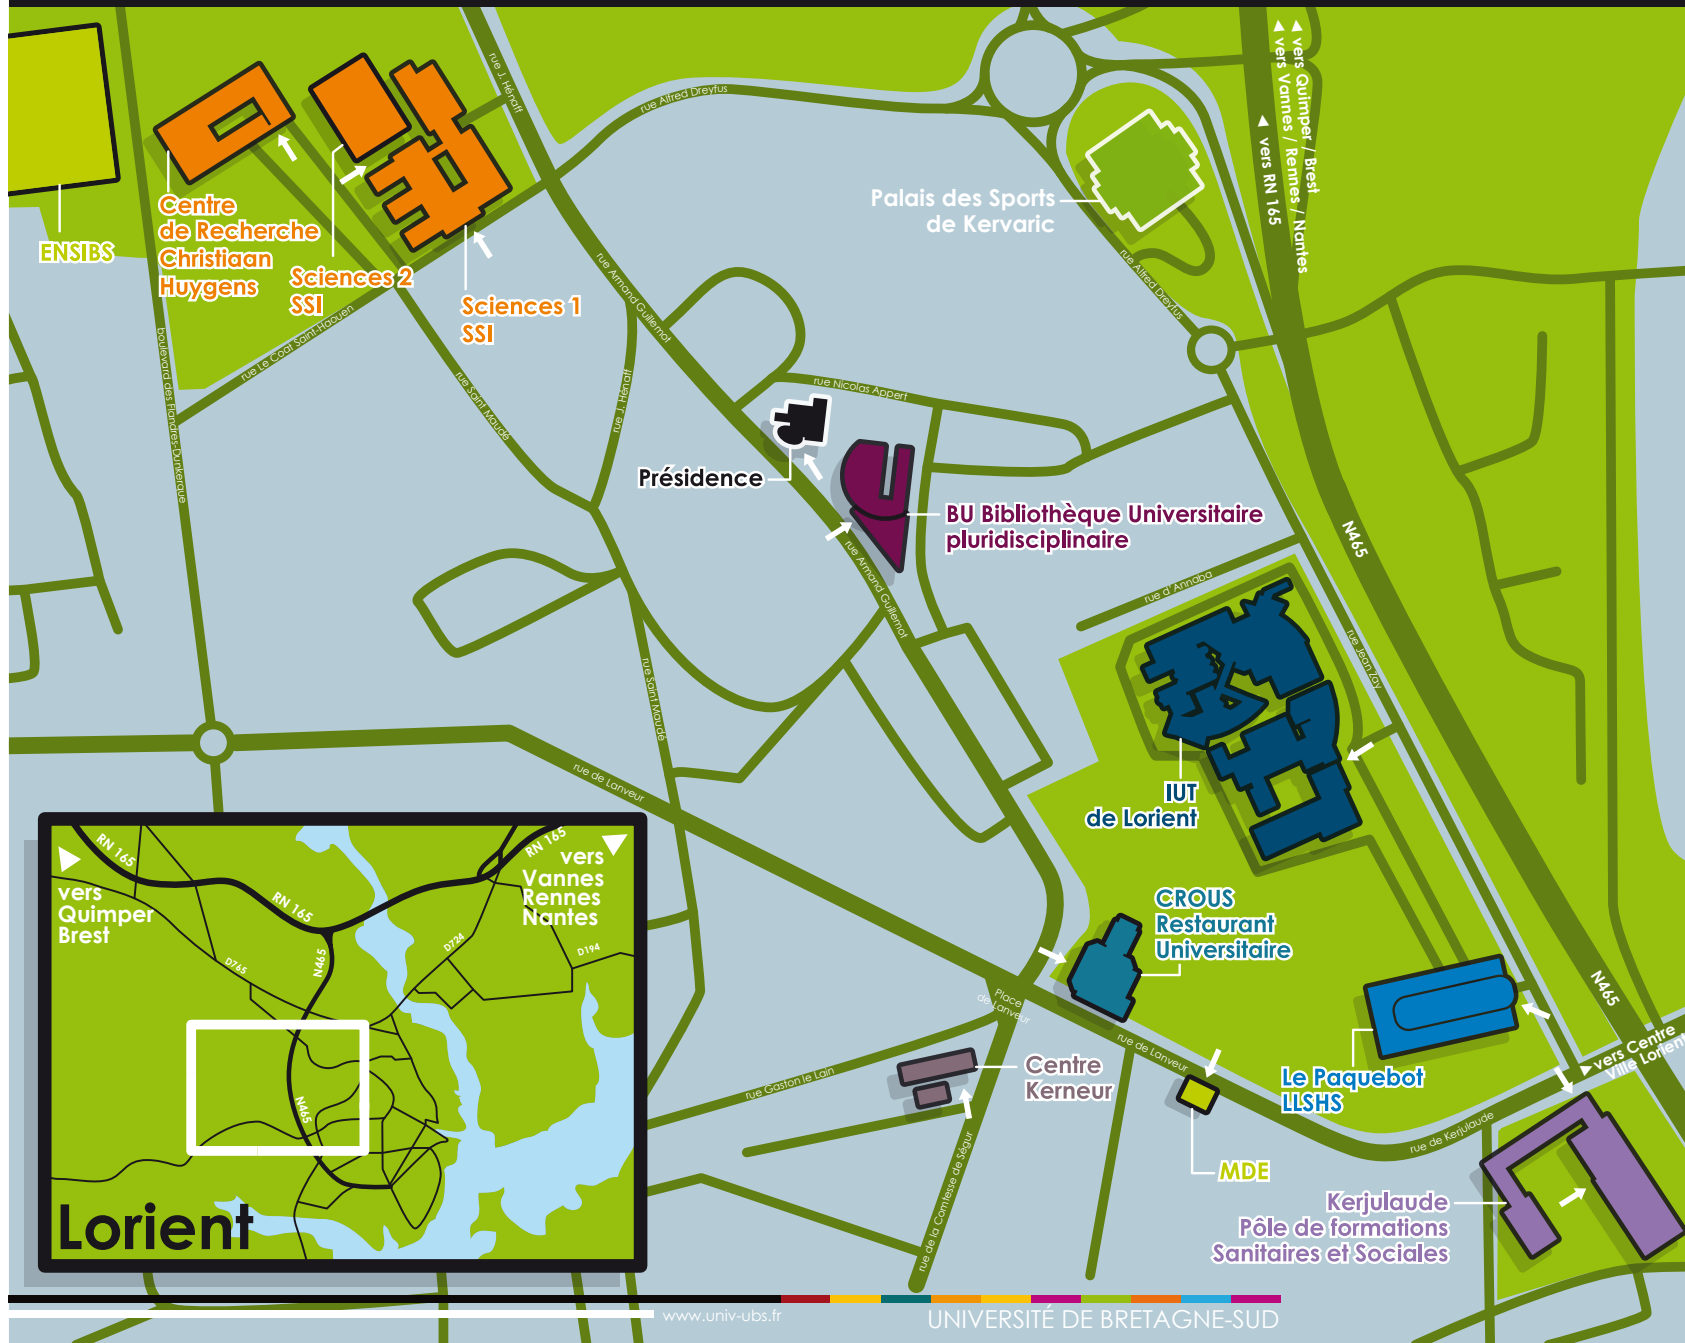 rue J. Hénaff
rue Alfred Dreyfus
vers Quimper / Brest
vers Vannes / Rennes / Nantes
vers RN 165
Palais des Sports
de Kervaric
rue Alfred Dreyfus
ENSIBS
Centre
de Recherche
Christiaan
Huygens
Sciences 2
SSI
Sciences 1
SSI
rue Armand Guillemot
boulevard des Flandres-Dunkerque
rue Le Coat Saint-Haouen
rue Saint Maudé
rue J. Hénaff
rue Nicolas Appert
Présidence
BU Bibliothèque Universitaire
pluridisciplinaire
rue Armand Guillemot
N465
rue d'Annaba
rue Jean Zay
rue Saint Maudé
rue de Lanveur
IUT
de Lorient
CROUS
Restaurant
Universitaire
Place
de Lanveur
rue de Lanveur
N465
vers Centre
Ville Lorient
Le Paquebot
LLSHS
Centre
Kerneur
rue Gaston le Lain
rue de la Comtesse de Ségur
MDE
rue de Kerjulaude
Kerjulaude
Pôle de formations
Sanitaires et Sociales
RN 165
RN 165
RN 165
vers
Quimper
Brest
vers
Vannes
Rennes
Nantes
N465
D765
D724
D194
N465
Lorient
www.univ-ubs.fr
UNIVERSITÉ DE BRETAGNE-SUD